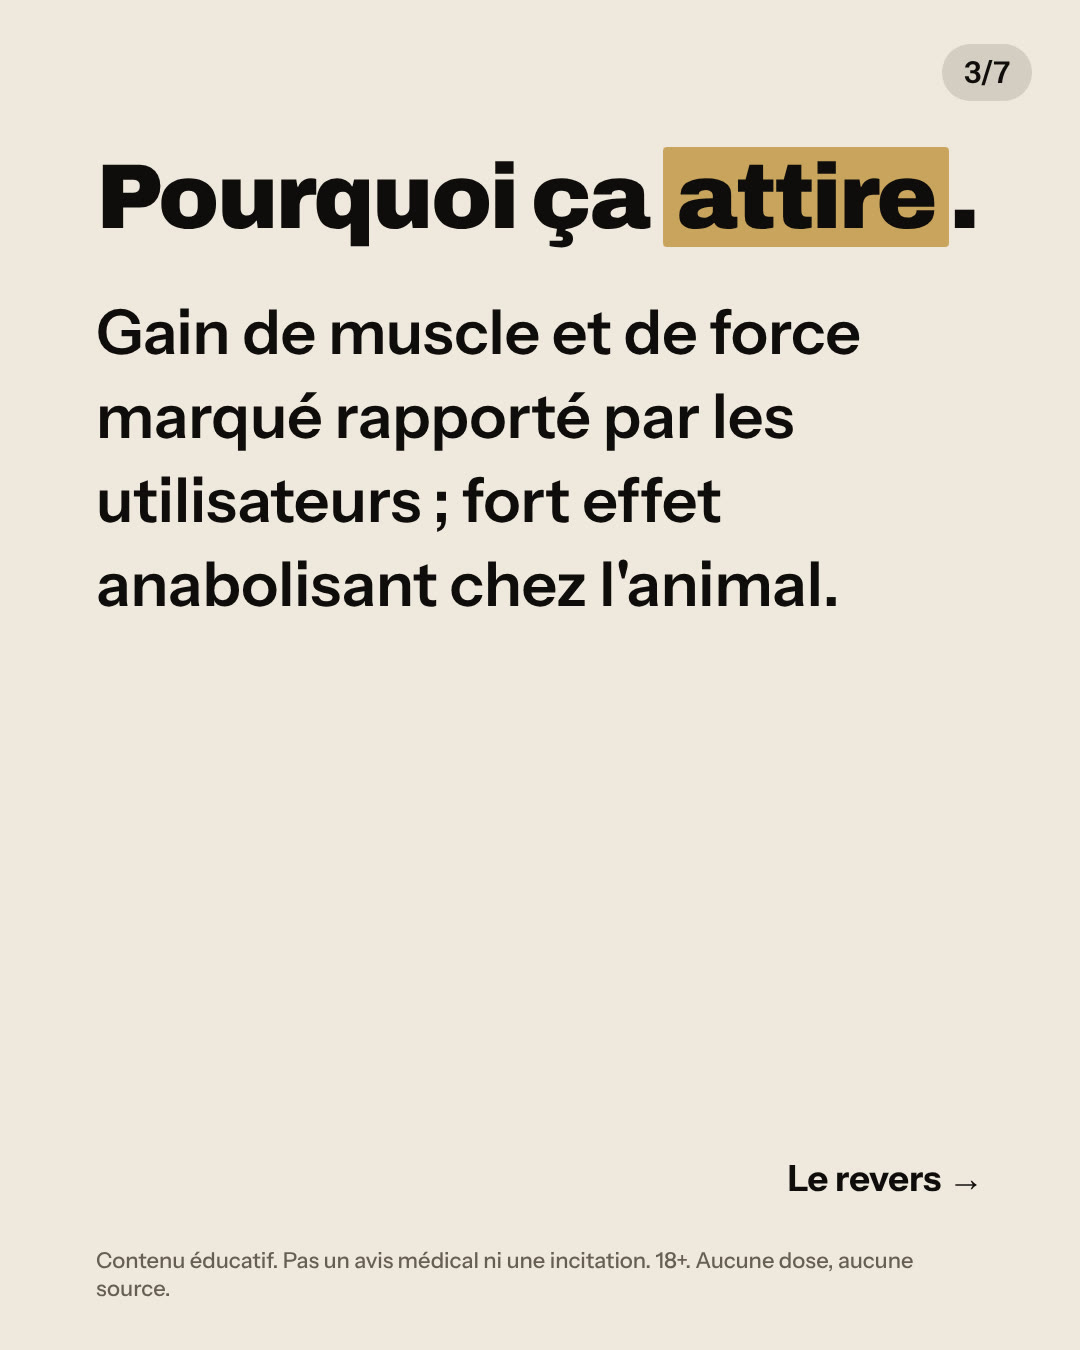 3/7
Pourquoi ça attire.
Gain de muscle et de force
marqué rapporté par les
utilisateurs ; fort effet
anabolisant chez l'animal.
Le revers →
Contenu éducatif. Pas un avis médical ni une incitation. 18+. Aucune dose, aucune
source.